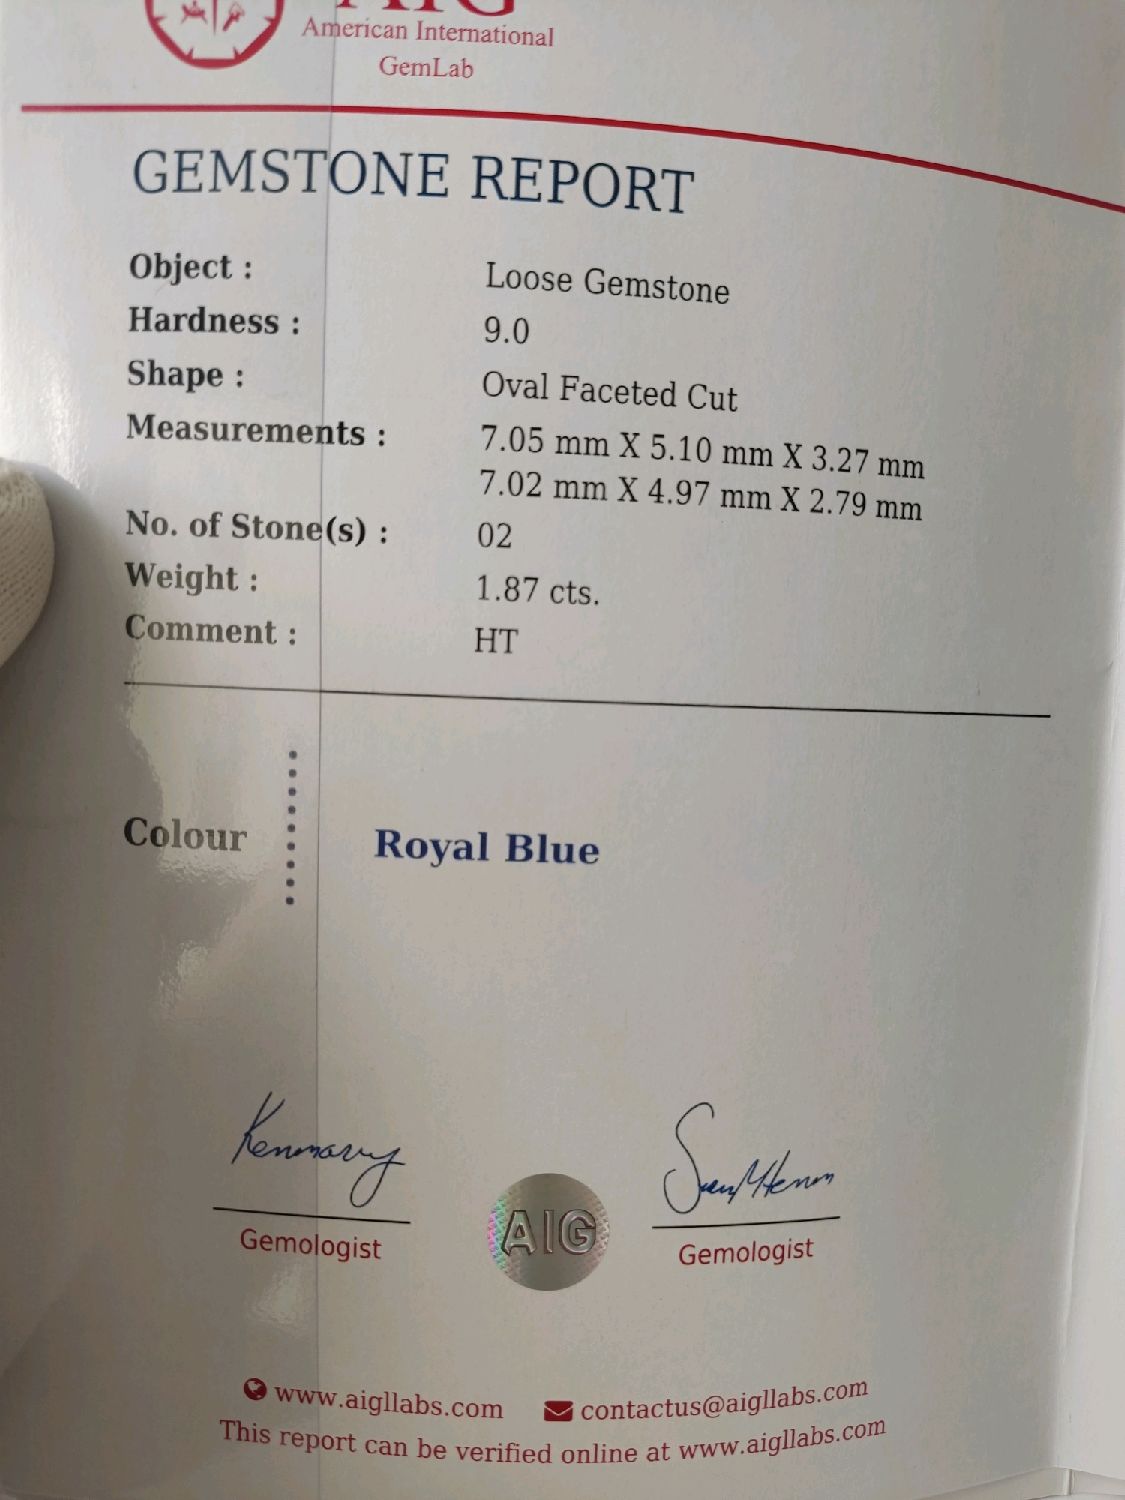 AIG
American International
GemLab
GEMSTONE REPORT
Object : Loose Gemstone
Hardness : 9.0
Shape : Oval Faceted Cut
Measurements : 7.05 mm X 5.10 mm X 3.27 mm
7.02 mm X 4.97 mm X 2.79 mm
No. of Stone(s) : 02
Weight : 1.87 cts.
Comment : HT
Colour Royal Blue
Gemologist
AIG
Gemologist
www.aigllabs.com contactus@aigllabs.com
This report can be verified online at www.aigllabs.com